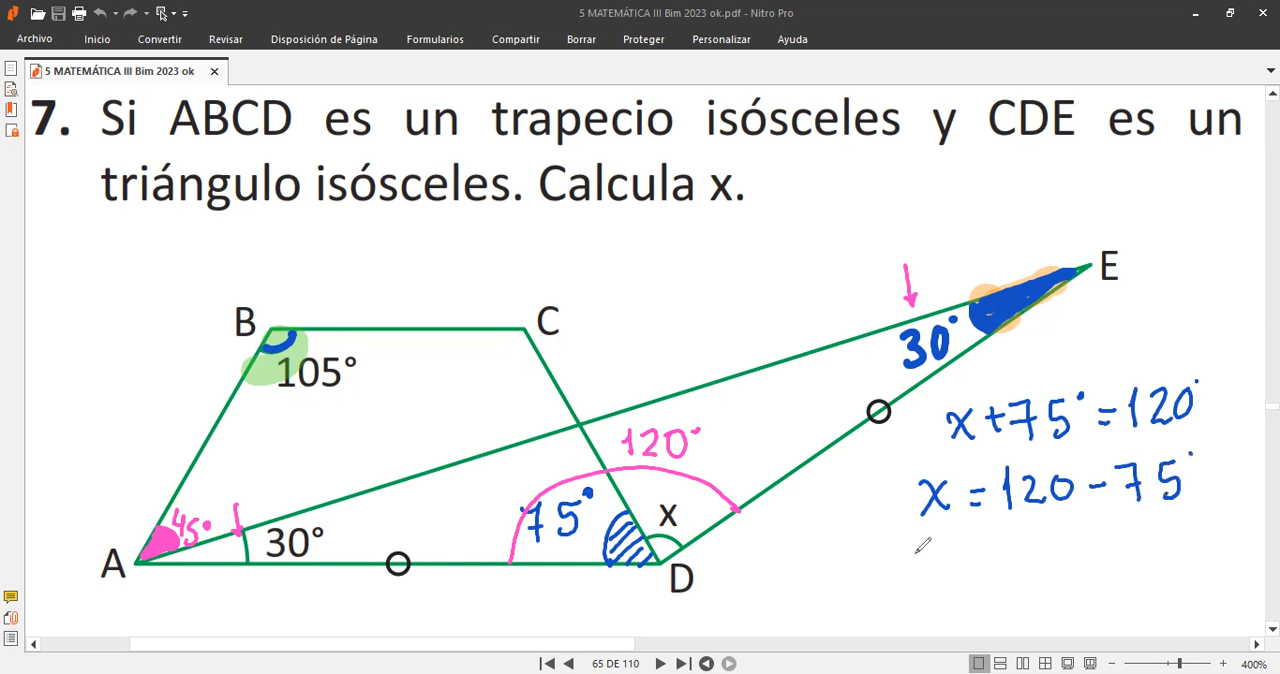 5 MATEMÁTICA III Bim 2023 ok.pdf - Nitro Pro
Archivo Inicio Convertir Revisar Disposición de Página Formularios Compartir Borrar Proteger Personalizar Ayuda
5 MATEMÁTICA III Bim 2023 ok
7. Si ABCD es un trapecio isósceles y CDE es un
triángulo isósceles. Calcula x.
E
B
C
105°
30°
x+75°=120°
120°
x =120-75°
45°
75°
x
30°
A
D
65 DE 110
400%